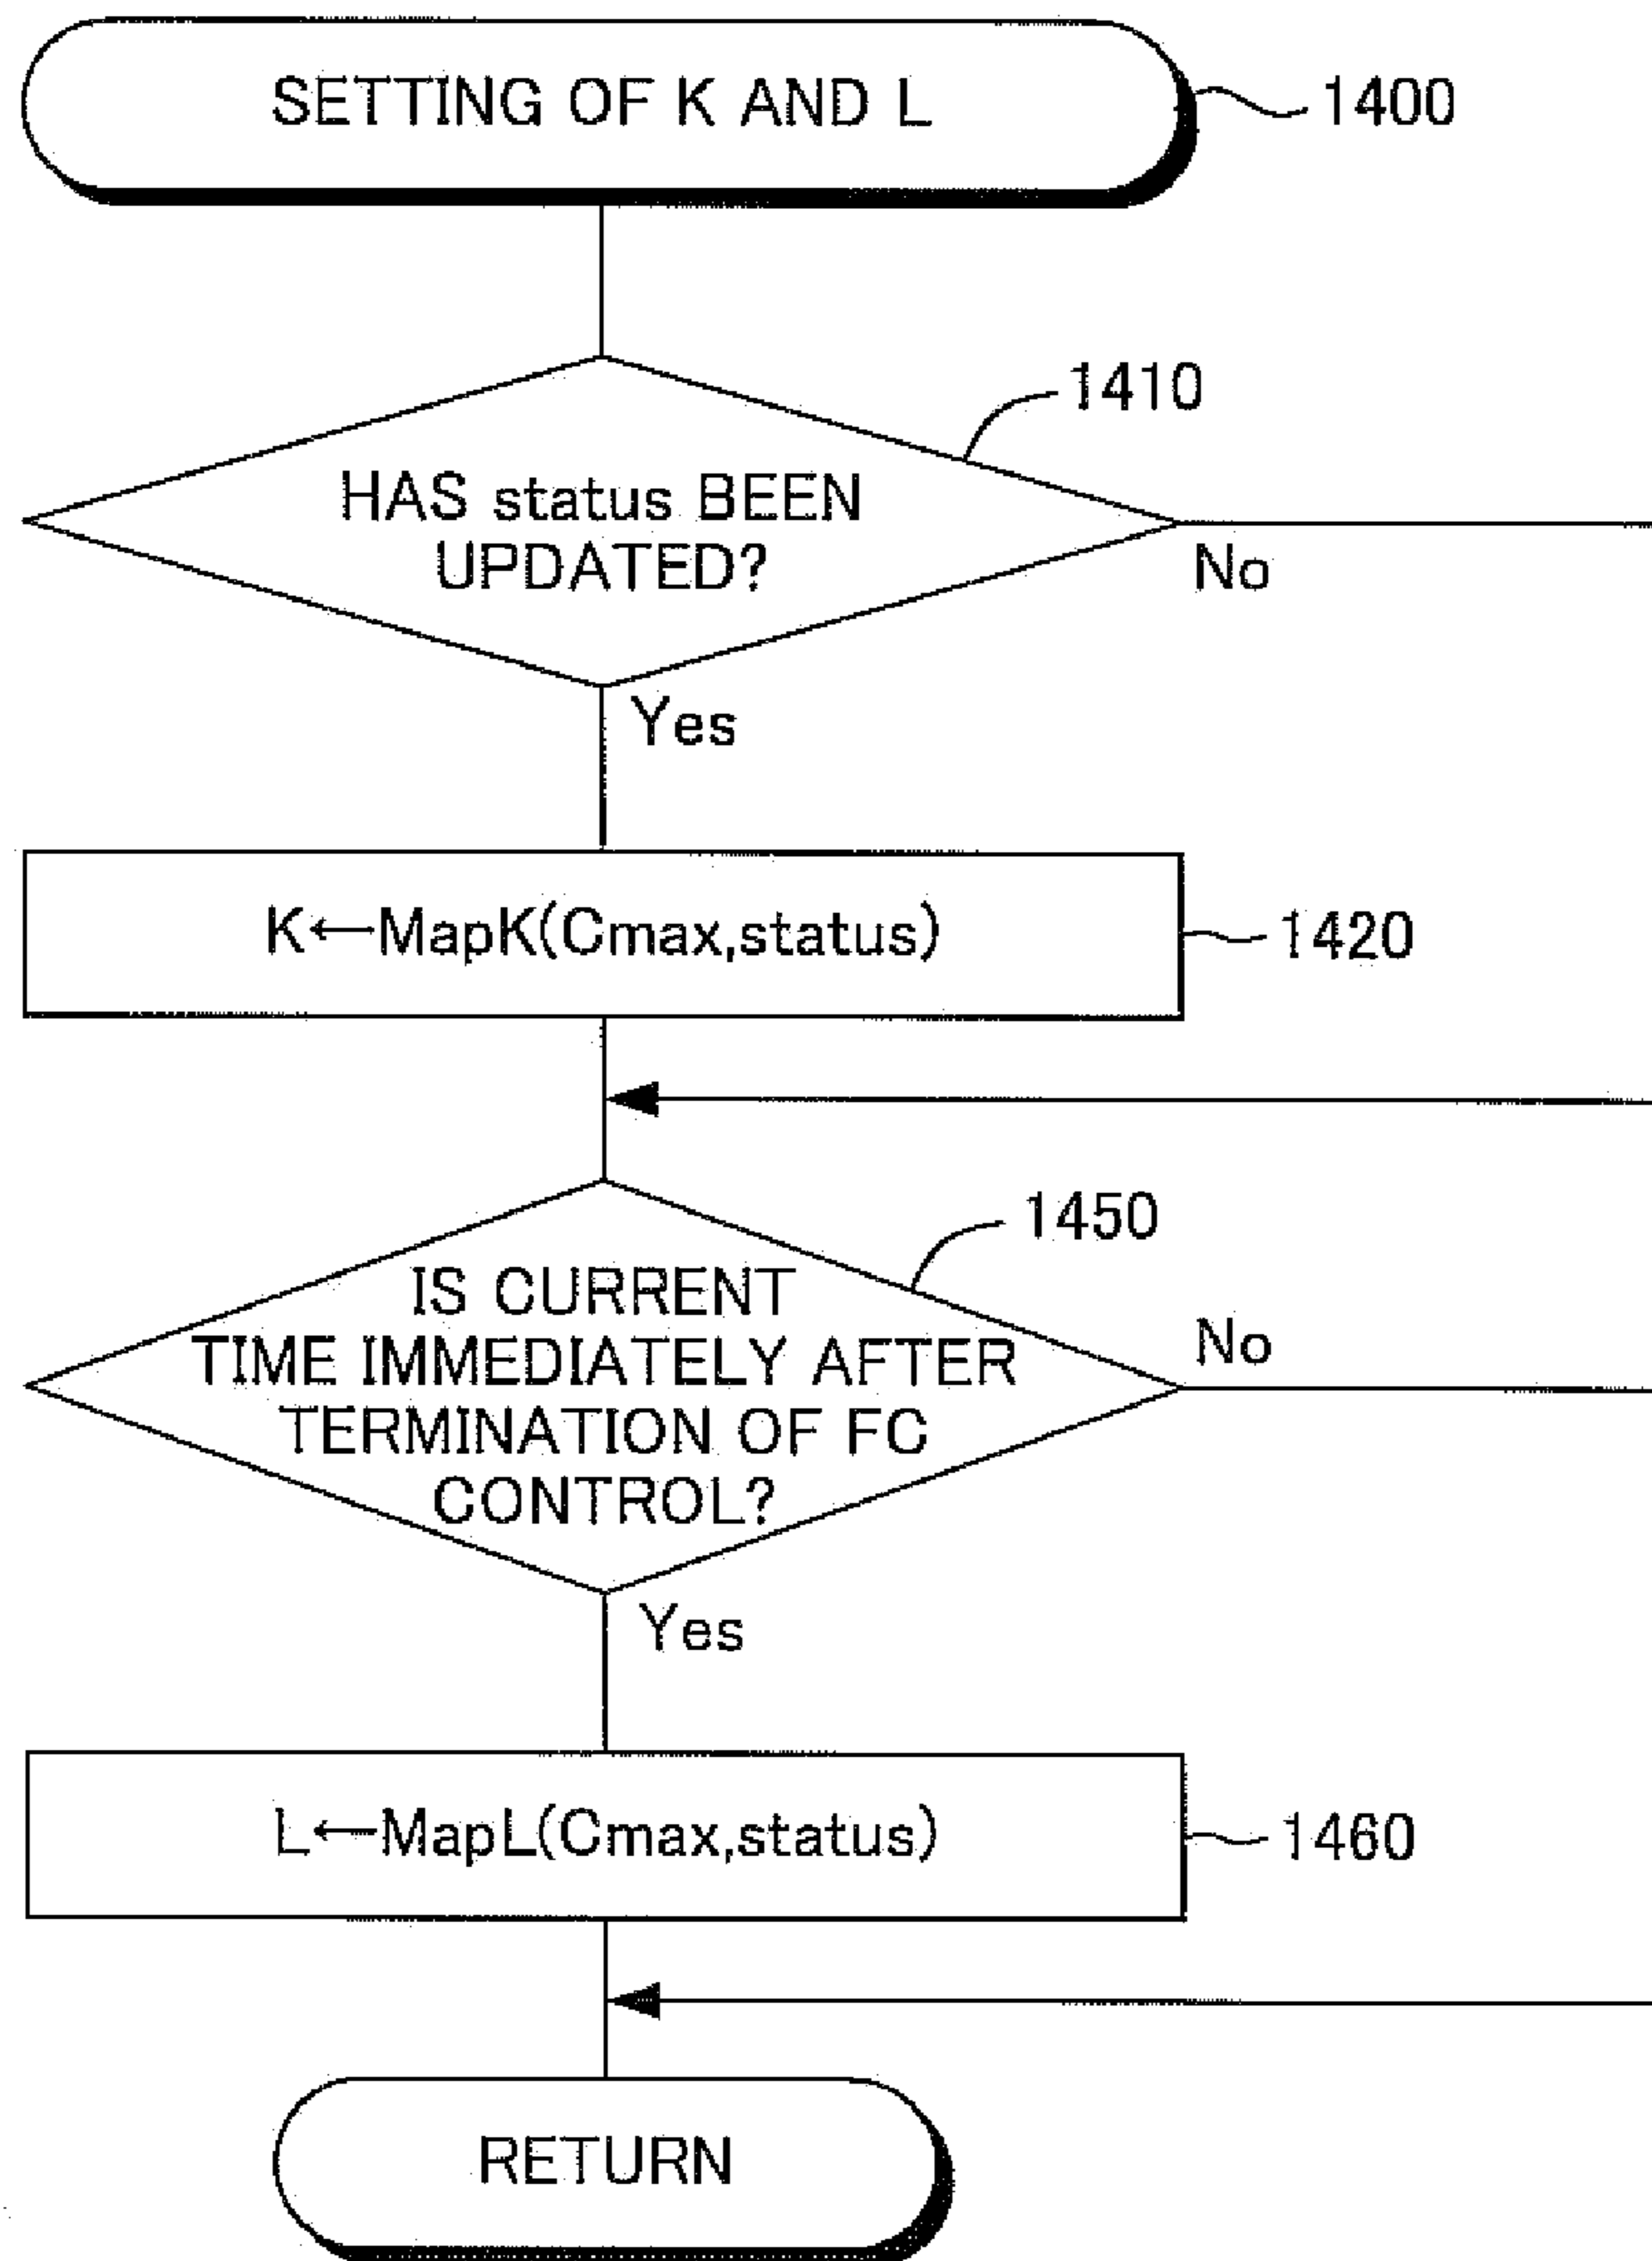 SETTING OF K AND L
1400
1410
HAS status BEEN
UPDATED?
No
Yes
K←MapK(Cmax,status)
1420
1450
IS CURRENT
TIME IMMEDIATELY AFTER
TERMINATION OF FC
CONTROL?
No
Yes
L←MapL(Cmax,status)
1460
RETURN